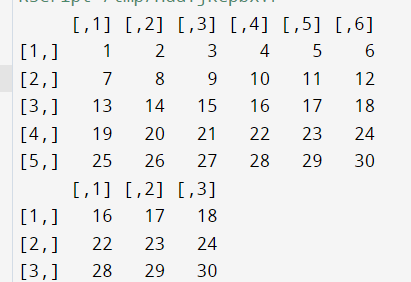 [,1] [,2] [,3] [,4] [,5] [,6]
[1,] 1 2 3 4 5 6
[2,] 7 8 9 10 11 12
[3,] 13 14 15 16 17 18
[4,] 19 20 21 22 23 24
[5,] 25 26 27 28 29 30
[,1] [,2] [,3]
[1,] 16 17 18
[2,] 22 23 24
[3,] 28 29 30